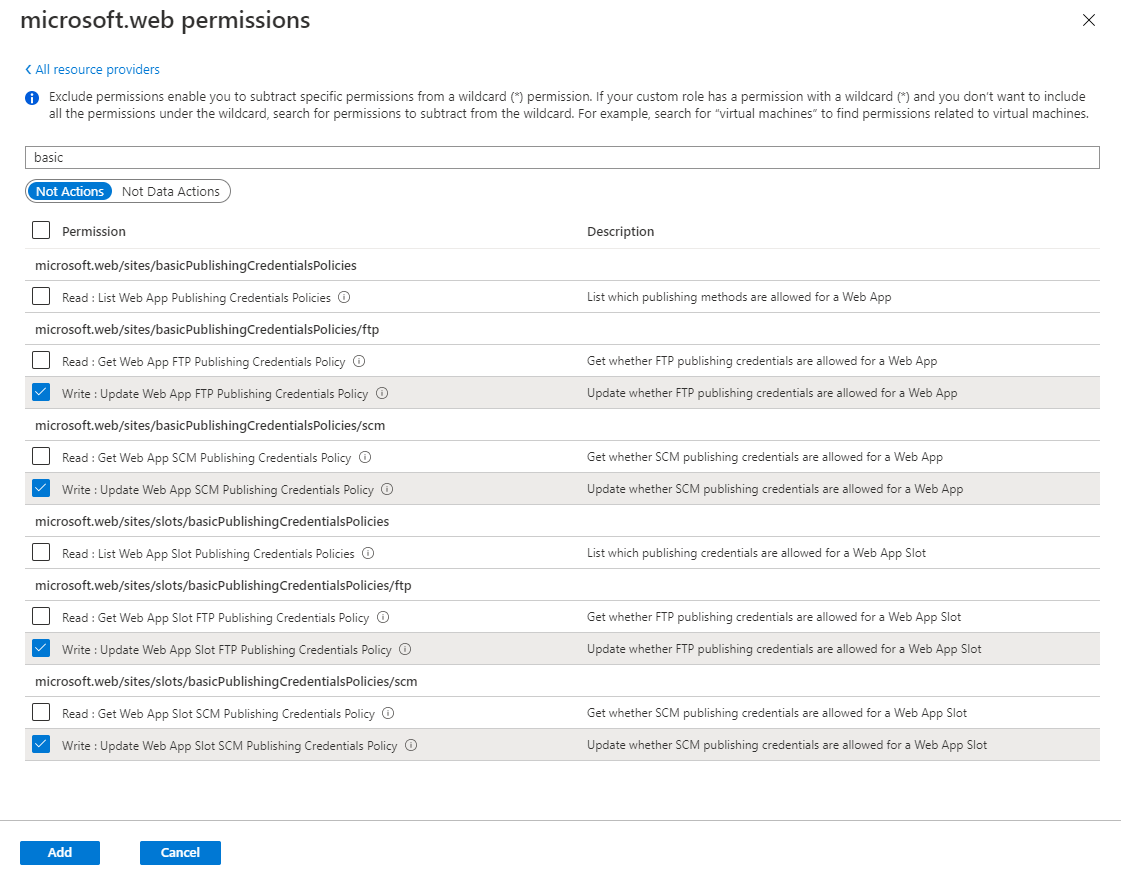 microsoft.web permissions
All resource providers
Exclude permissions enable you to subtract specific permissions from a wildcard (*) permission. If your custom role has a permission with a wildcard (*) and you don't want to include
all the permissions under the wildcard, search for permissions to subtract from the wildcard. For example, search for “virtual machines” to find permissions related to virtual machines.
basic
Not Actions Not Data Actions
Permission Description
microsoft.web/sites/basicPublishingCredentialsPolicies
Read : List Web App Publishing Credentials Policies List which publishing methods are allowed for a Web App
microsoft.web/sites/basicPublishingCredentialsPolicies/ftp
Read : Get Web App FTP Publishing Credentials Policy Get whether FTP publishing credentials are allowed for a Web App
Write : Update Web App FTP Publishing Credentials Policy Update whether FTP publishing credentials are allowed for a Web App
microsoft.web/sites/basicPublishingCredentialsPolicies/scm
Read : Get Web App SCM Publishing Credentials Policy Get whether SCM publishing credentials are allowed for a Web App
Write : Update Web App SCM Publishing Credentials Policy Update whether SCM publishing credentials are allowed for a Web App
microsoft.web/sites/slots/basicPublishingCredentialsPolicies
Read : List Web App Slot Publishing Credentials Policies List which publishing credentials are allowed for a Web App Slot
microsoft.web/sites/slots/basicPublishingCredentialsPolicies/ftp
Read : Get Web App Slot FTP Publishing Credentials Policy Get whether FTP publishing credentials are allowed for a Web App Slot
Write : Update Web App Slot FTP Publishing Credentials Policy Update whether FTP publishing credentials are allowed for a Web App Slot
microsoft.web/sites/slots/basicPublishingCredentialsPolicies/scm
Read : Get Web App Slot SCM Publishing Credentials Policy Get whether SCM publishing credentials are allowed for a Web App Slot
Write : Update Web App Slot SCM Publishing Credentials Policy Update whether SCM publishing credentials are allowed for a Web App Slot
Add Cancel